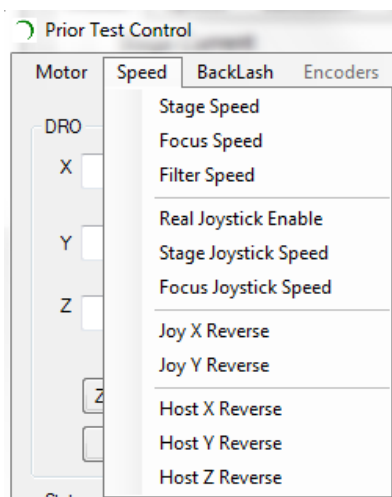 Prior Test Control
Motor Speed BackLash Encoders
Stage Speed
DRO
Focus Speed
X
Filter Speed
Real Joystick Enable
Y
Stage Joystick Speed
Focus Joystick Speed
Z
Joy X Reverse
Joy Y Reverse
Z
Host X Reverse
Host Y Reverse
Host Z Reverse